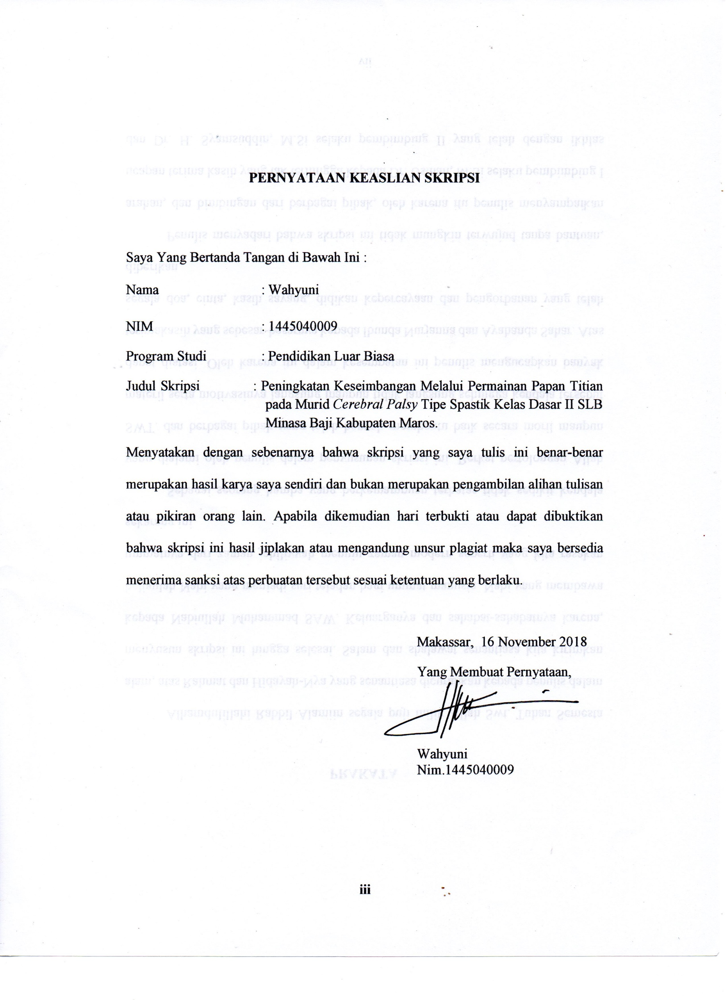 PERNYATAAN KEASLIAN SKRIPSI
Saya Yang Bertanda Tangan di Bawah Ini :
Nama : Wahyuni
NIM : 1445040009
Program Studi : Pendidikan Luar Biasa
Judul Skripsi : Peningkatan Keseimbangan Melalui Permainan Papan Titian
pada Murid Cerebral Palsy Tipe Spastik Kelas Dasar II SLB
Minasa Baji Kabupaten Maros.
Menyatakan dengan sebenarnya bahwa skripsi yang saya tulis ini benar-benar
merupakan hasil karya saya sendiri dan bukan merupakan pengambilan alihan tulisan
atau pikiran orang lain. Apabila dikemudian hari terbukti atau dapat dibuktikan
bahwa skripsi ini hasil jiplakan atau mengandung unsur plagiat maka saya bersedia
menerima sanksi atas perbuatan tersebut sesuai ketentuan yang berlaku.
Makassar, 16 November 2018
Yang Membuat Pernyataan,
Wahyuni
Nim.1445040009
iii